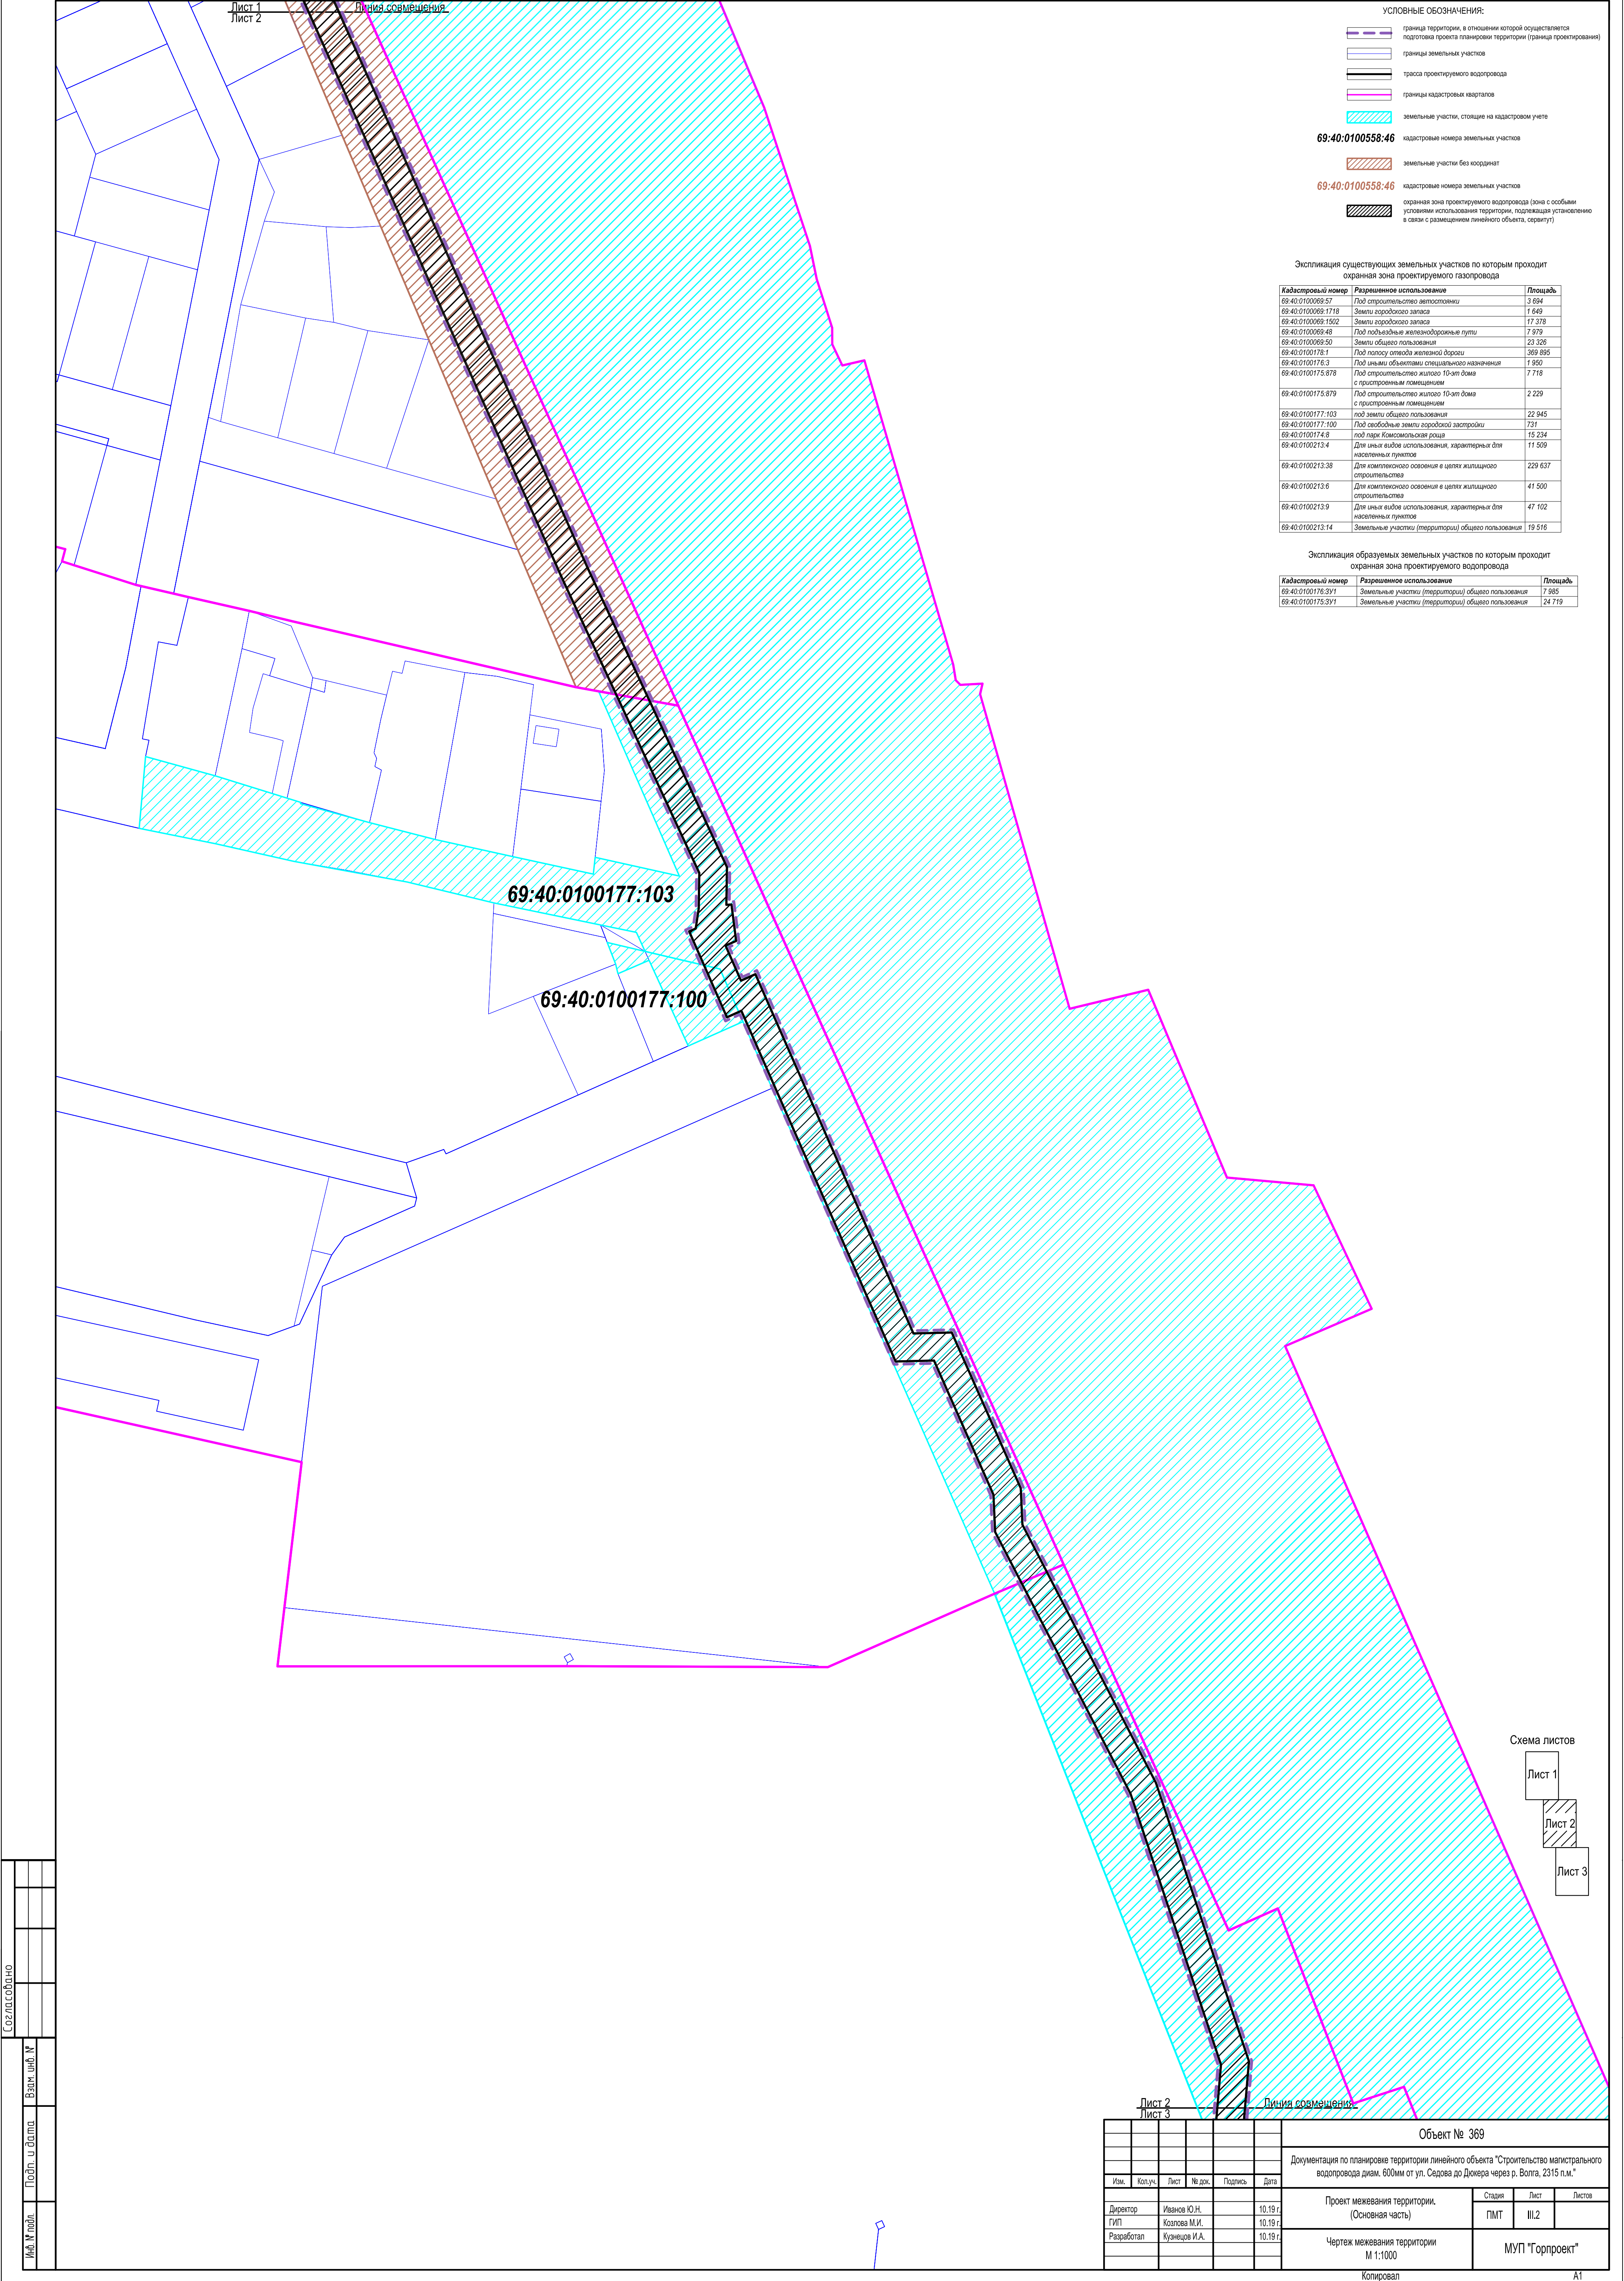 Лист 1
Линия совмещения
Лист 2
УСЛОВНЫЕ ОБОЗНАЧЕНИЯ:
граница территории, в отношении которой осуществляется
подготовка проекта планировки территории (граница проектирования)
границы земельных участков
трасса проектируемого водопровода
границы кадастровых кварталов
земельные участки, стоящие на кадастровом учете
69:40:0100558:46 кадастровые номера земельных участков
земельные участки без координат
69:40:0100558:46 кадастровые номера земельных участков
охранная зона проектируемого водопровода (зона с особыми
условиями использования территории, подлежащая установлению
в связи с размещением линейного объекта, сервитут)
Экспликация существующих земельных участков по которым проходит
охранная зона проектируемого газопровода
Кадастровый номер Разрешенное использование Площадь
69:40:0100069:57 Под строительство автостоянки 3 694
69:40:0100069:1718 Земли городского запаса 1 649
69:40:0100069:1502 Земли городского запаса 17 378
69:40:0100069:48 Под подъездные железнодорожные пути 7 979
69:40:0100069:50 Земли общего пользования 23 326
69:40:0100178:1 Под полосу отвода железной дороги 369 895
69:40:0100176:3 Под иными объектами специального назначения 1 950
69:40:0100175:878 Под строительство жилого 10-эт дома 7 718
с пристроенным помещением
69:40:0100175:879 Под строительство жилого 10-эт дома 2 229
с пристроенным помещением
69:40:0100177:103 под земли общего пользования 22 945
69:40:0100177:100 Под свободные земли городской застройки 731
69:40:0100174:8 под парк Комсомольская роща 15 234
69:40:0100213:4 Для иных видов использования, характерных для 11 509
населенных пунктов
69:40:0100213:38 Для комплексного освоения в целях жилищного 229 637
строительства
69:40:0100213:6 Для комплексного освоения в целях жилищного 41 500
строительства
69:40:0100213:9 Для иных видов использования, характерных для 47 102
населенных пунктов
69:40:0100213:14 Земельные участки (территории) общего пользования 19 516
Экспликация образуемых земельных участков по которым проходит
охранная зона проектируемого водопровода
Кадастровый номер Разрешенное использование Площадь
69:40:0100176:ЗУ1 Земельные участки (территории) общего пользования 7 985
69:40:0100175:ЗУ1 Земельные участки (территории) общего пользования 24 719
69:40:0100177:103
69:40:0100177:100
Схема листов
Лист 1
Лист 2
Лист 3
Согласовано
Взам. инв. №
Подп. и дата
Инв. № подл.
Лист 2
Линия совмещения
Лист 3
Объект № 369
Документация по планировке территории линейного объекта "Строительство магистрального
водопровода диам. 600мм от ул. Седова до Дюкера через р. Волга, 2315 п.м."
Изм. Кол.уч. Лист № док. Подпись Дата
Директор Иванов Ю.Н. 10.19 г.
ГИП Козлова М.И. 10.19 г.
Разработал Кузнецов И.А. 10.19 г.
Проект межевания территории.
(Основная часть)
Стадия Лист Листов
ПМТ III.2
Чертеж межевания территории
М 1:1000
МУП "Горпроект"
Копировал А1